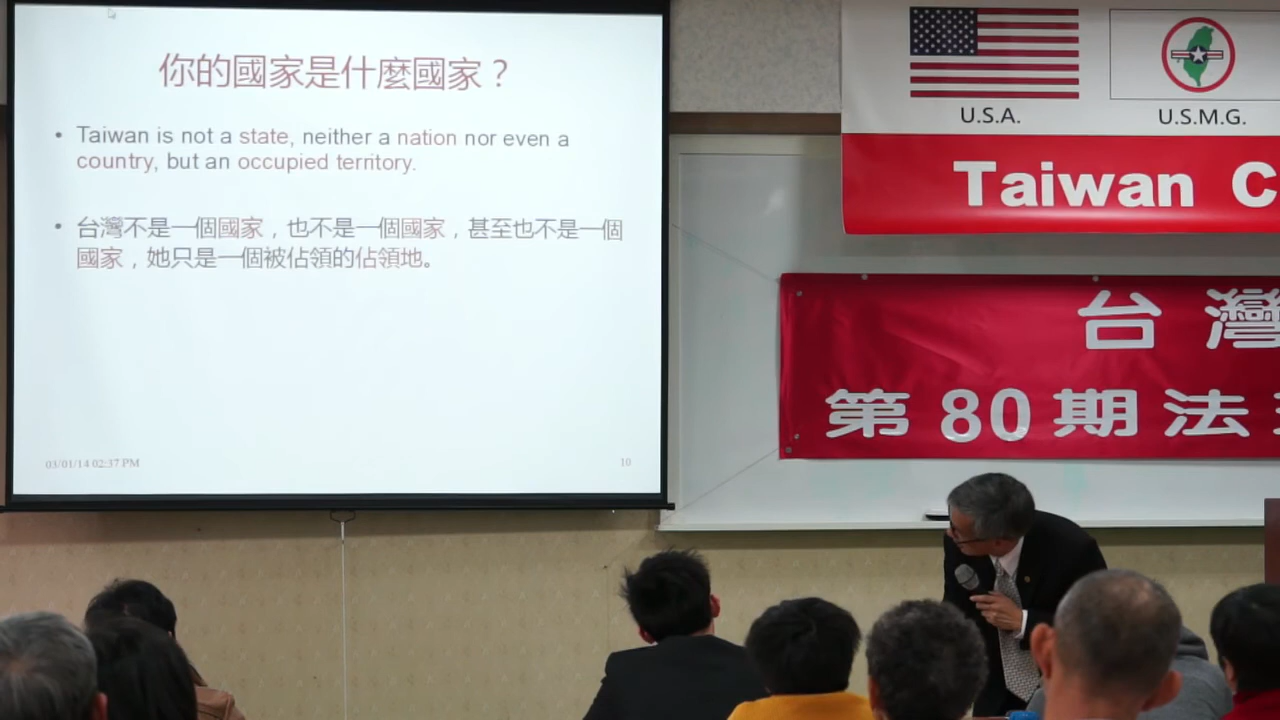 你的國家是什麼國家？
• Taiwan is not a state, neither a nation nor even a
country, but an occupied territory.
• 台灣不是一個國家，也不是一個國家，甚至也不是一個
國家，她只是一個被佔領的佔領地。
03/01/14 02:37 PM
10
U.S.A.
U.S.M.G.
Taiwan C
台灣
第80期法